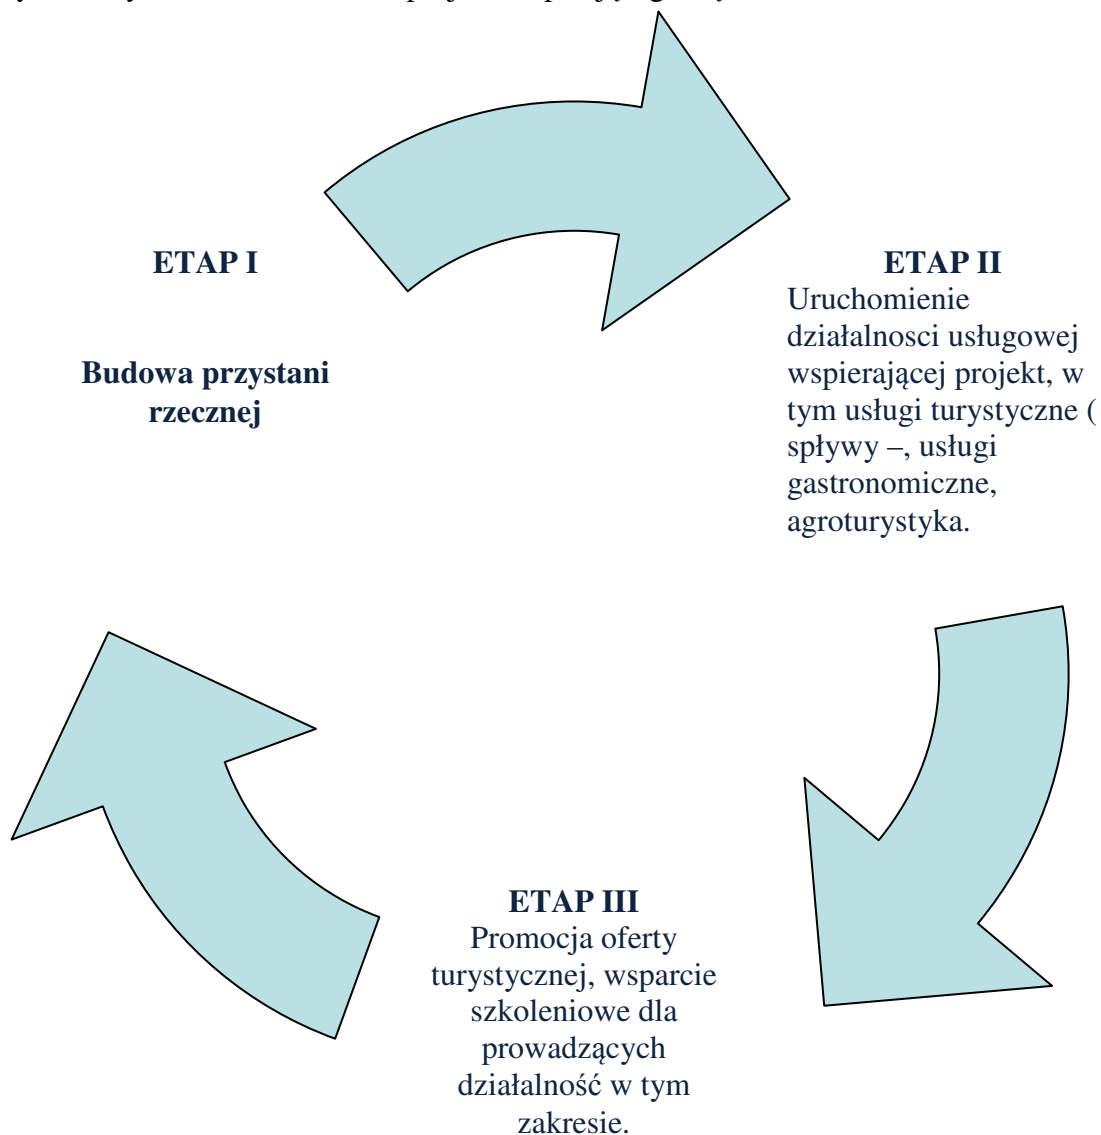 ETAP I
Budowa przystani
rzecznej
ETAP II
Uruchomienie
działalnosci usługowej
wspierającej projekt, w
tym usługi turystyczne (
spływy –, usługi
gastronomiczne,
agroturystyka.
ETAP III
Promocja oferty
turystycznej, wsparcie
szkoleniowe dla
prowadzących
działalność w tym
zakresie.